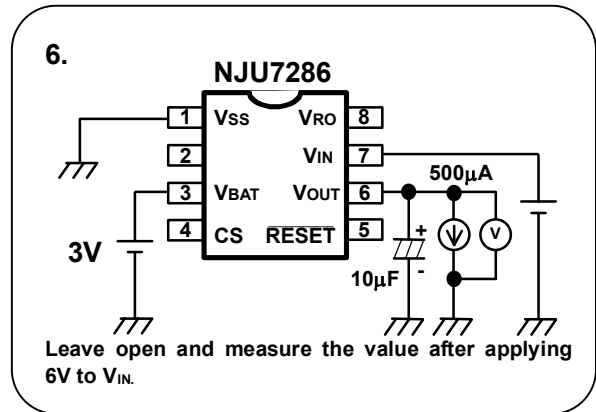 6.
NJU7286
1 VSS VRO 8
2 VIN 7
500µA
3 VBAT VOUT 6
V
+
3V
4 CS RESET 5
10µF -
Leave open and measure the value after applying
6V to VIN.